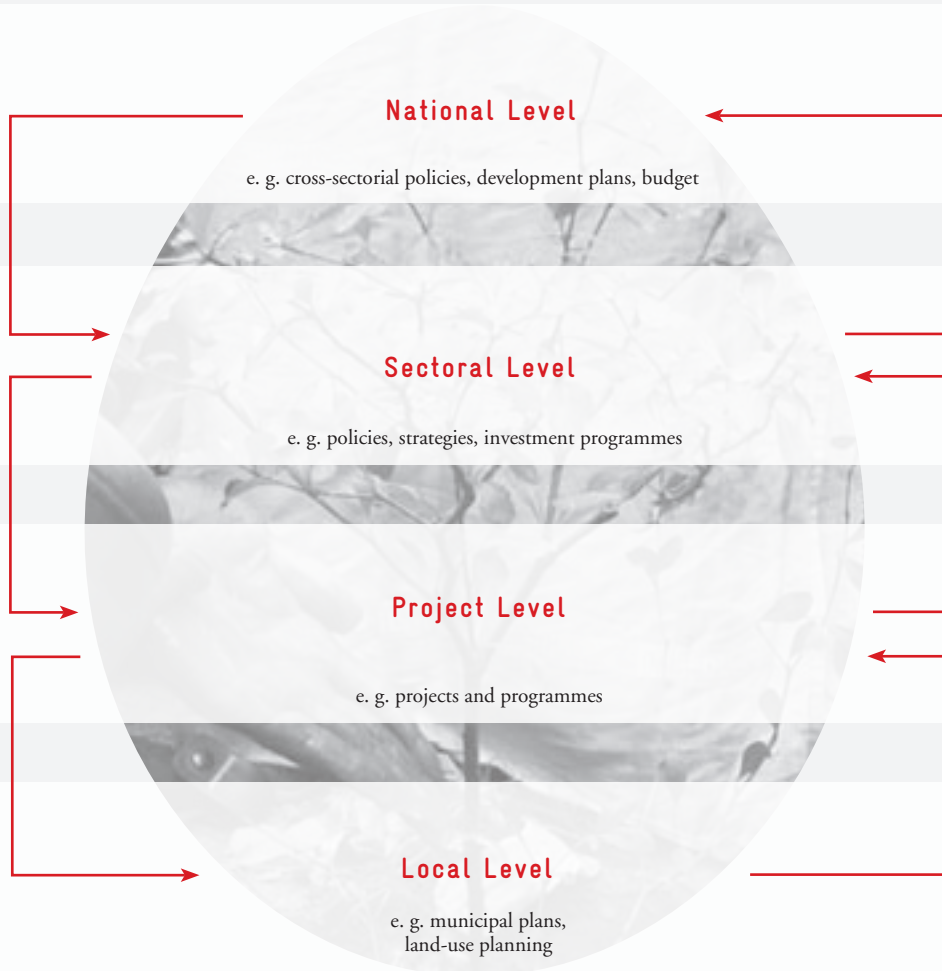 National Level
e. g. cross-sectorial policies, development plans, budget
Sectoral Level
e. g. policies, strategies, investment programmes
Project Level
e. g. projects and programmes
Local Level
e. g. municipal plans,
land-use planning